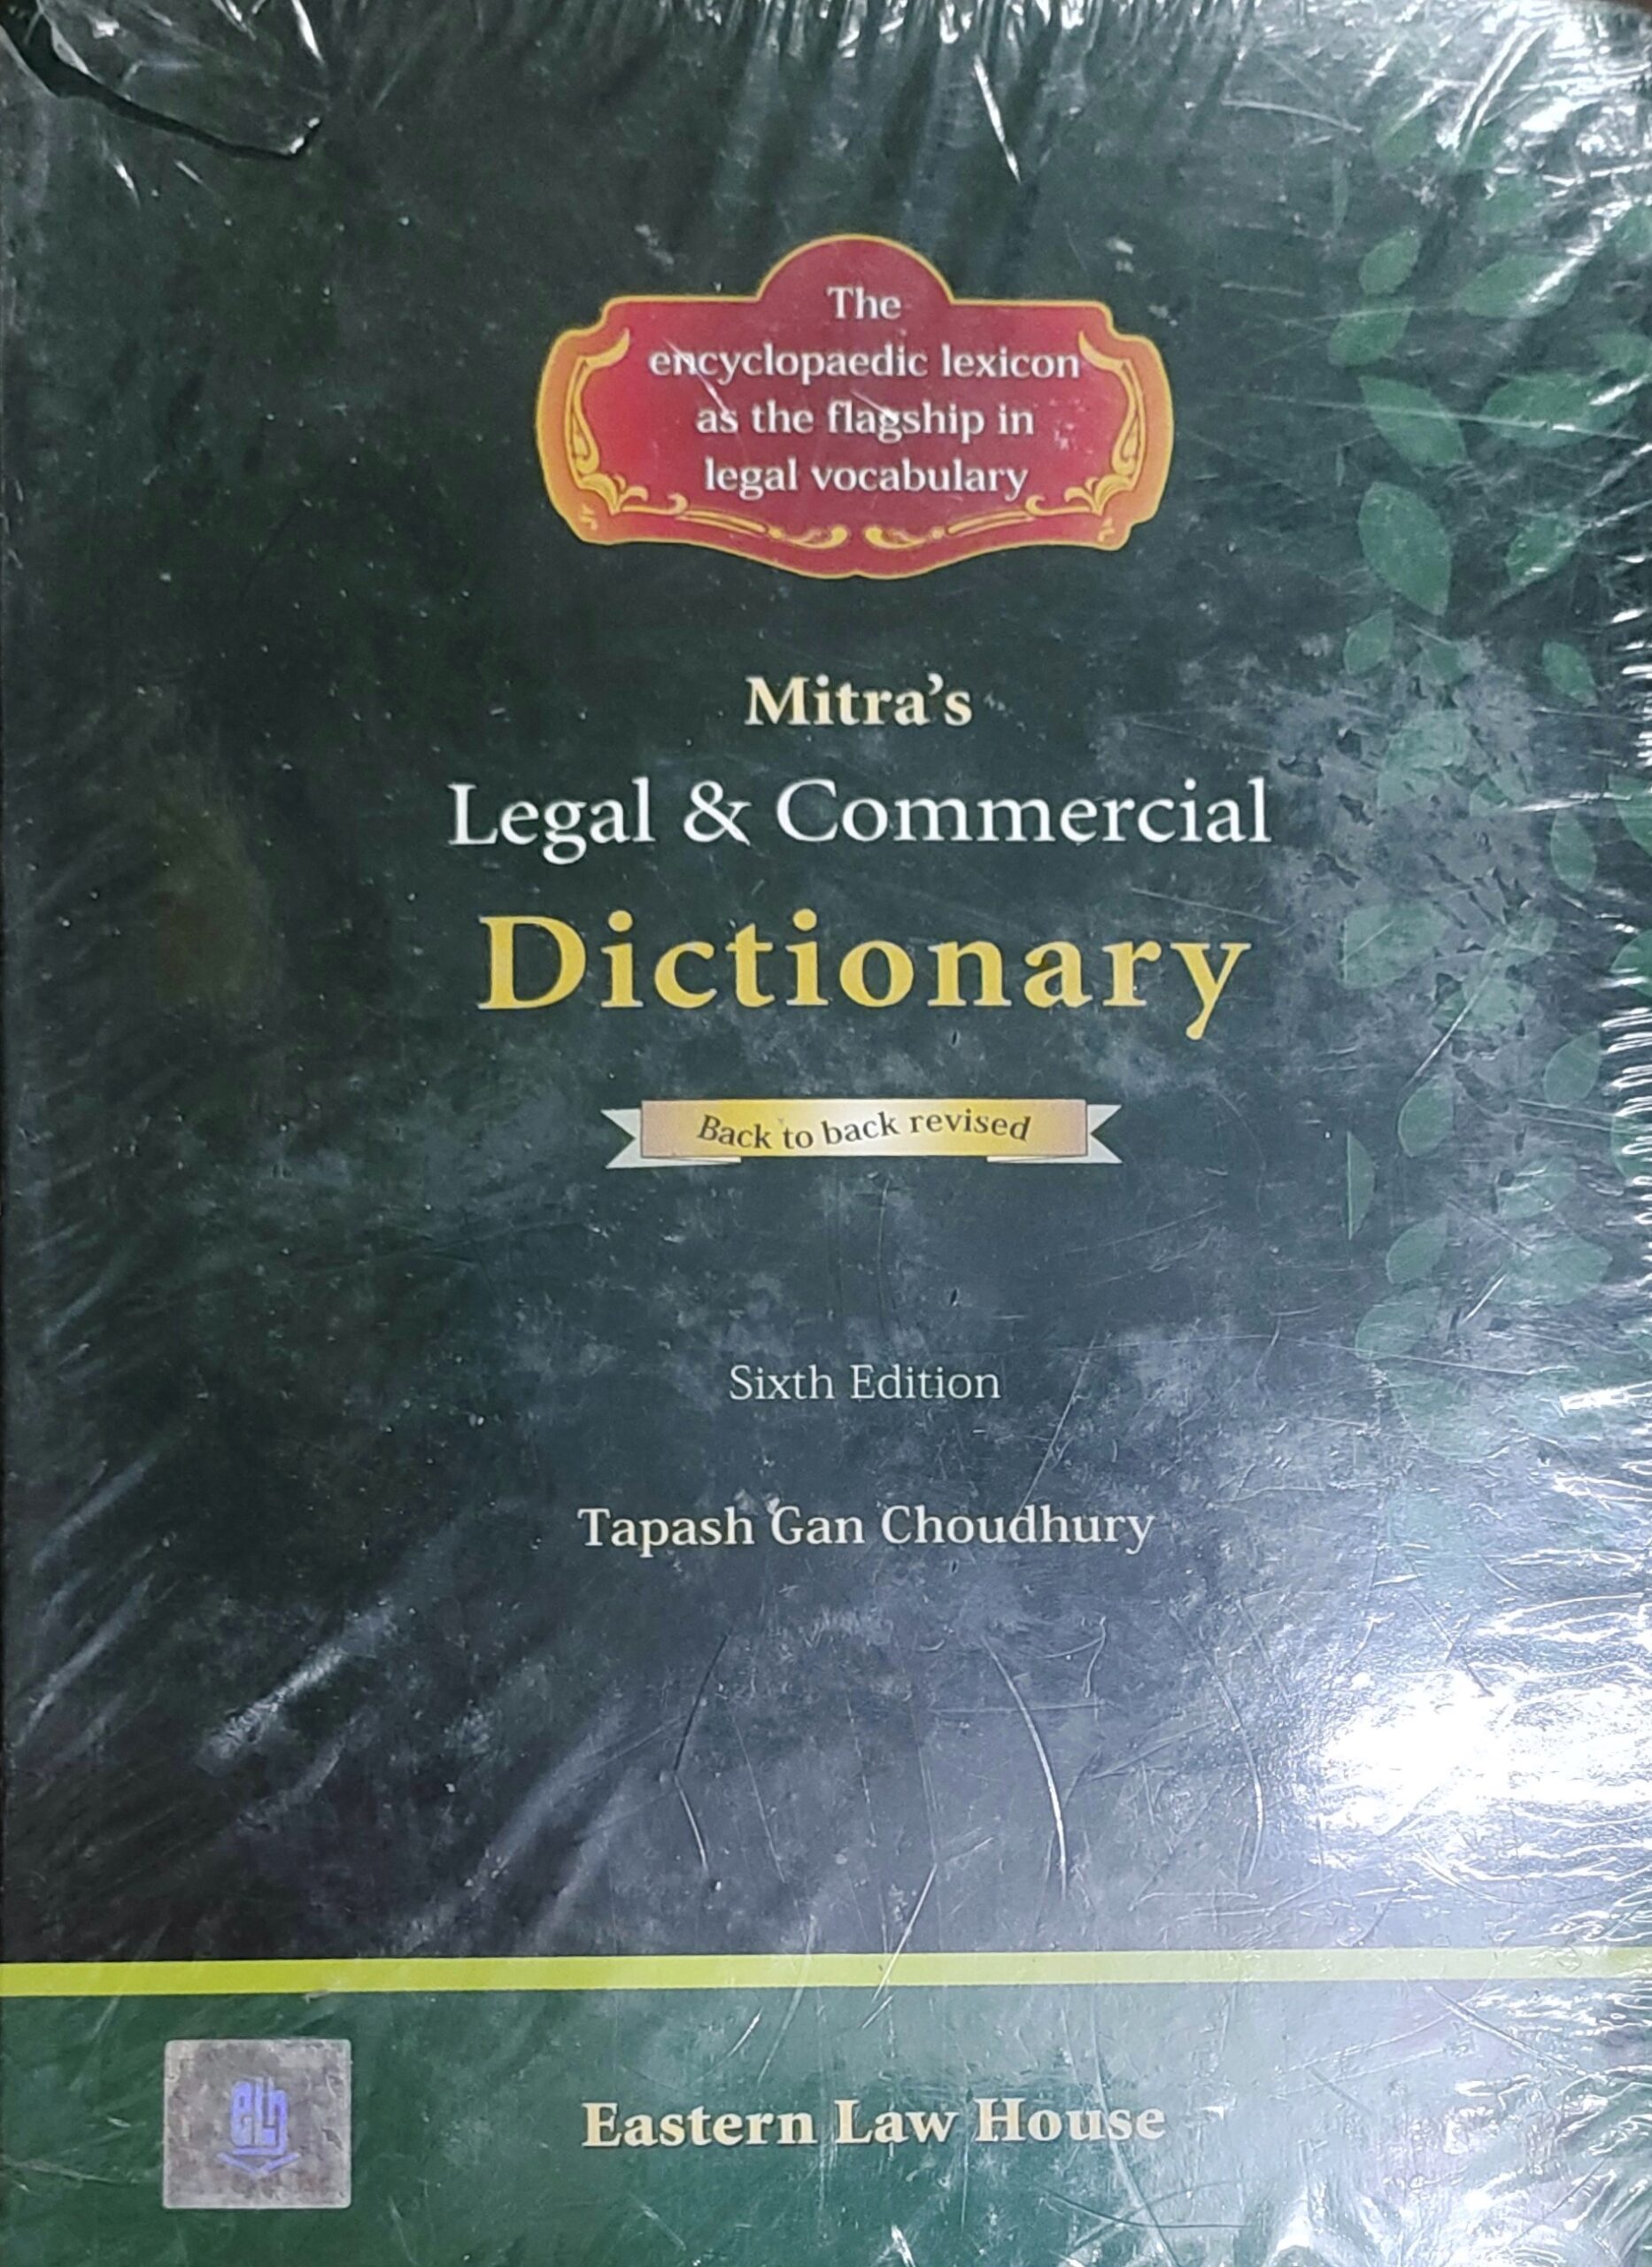 The
encyclopaedic lexicon
as the flagship in
legal vocabulary
Mitra's
Legal & Commercial
Dictionary
Back to back revised
Sixth Edition
Tapash Gan Choudhury
elh
Eastern Law House